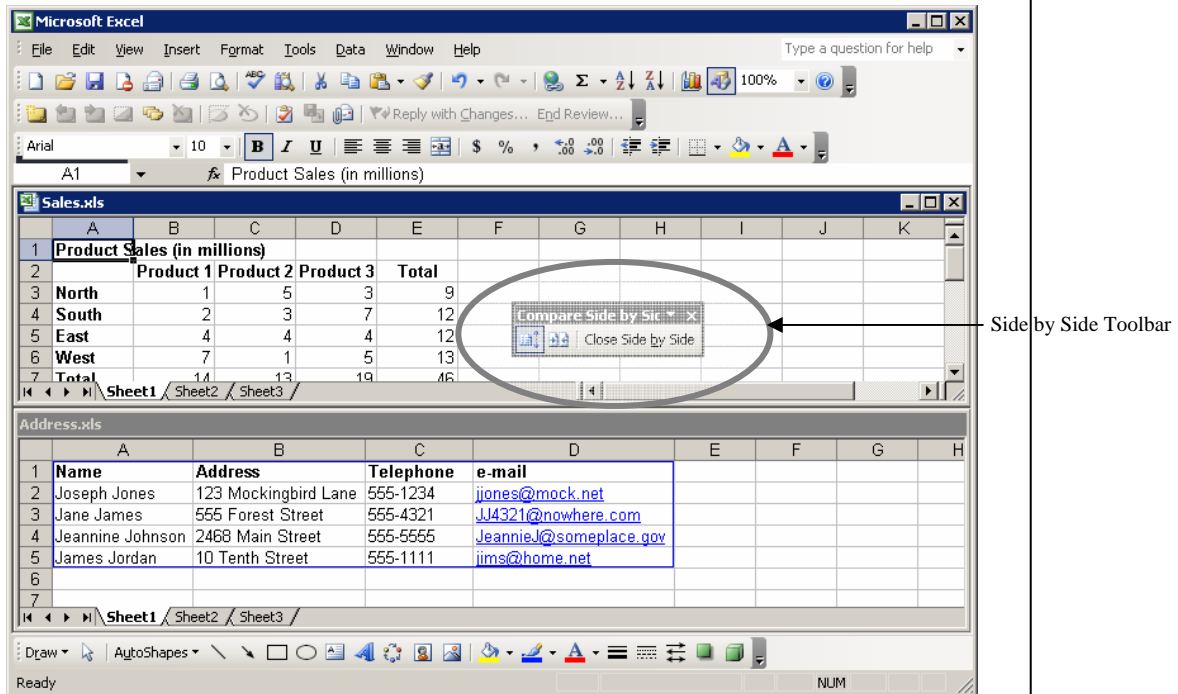 Microsoft Excel
File Edit View Insert Format Tools Data Window Help Type a question for help
ABC Σ A Z Z A 100%
Reply with Changes... End Review...
Arial 10 B I U a $ % , .0 .00 .00 .0 A
A1 fx Product Sales (in millions)
Sales.xls
A B C D E F G H I J K
1 Product Sales (in millions)
2 Product 1 Product 2 Product 3 Total
3 North 1 5 3 9
4 South 2 3 7 12
5 East 4 4 4 12
6 West 7 1 5 13
7 Total 14 13 19 46
Compare Side by Sid
Close Side by Side
Side by Side Toolbar
Sheet1 Sheet2 Sheet3
Address.xls
A B C D E F G H
1 Name Address Telephone e-mail
2 Joseph Jones 123 Mockingbird Lane 555-1234 jjones@mock.net
3 Jane James 555 Forest Street 555-4321 JJ4321@nowhere.com
4 Jeannine Johnson 2468 Main Street 555-5555 JeannieJ@someplace.gov
5 James Jordan 10 Tenth Street 555-1111 jims@home.net
6
7
Sheet1 Sheet2 Sheet3
Draw AutoShapes A
Ready NUM